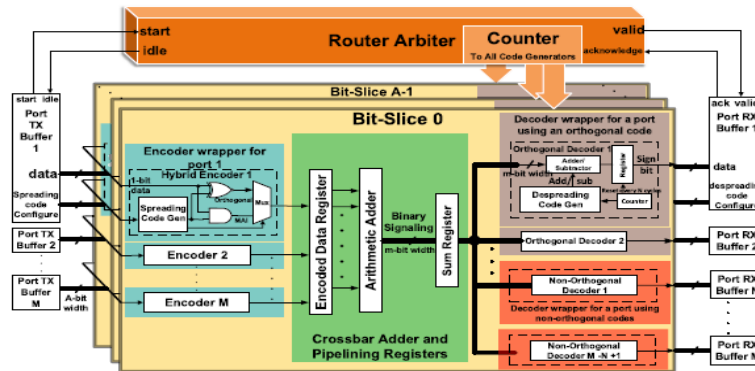 start
idle
Router Arbiter
Counter
To All Code Generators
valid
acknowledge
start idle
Port
TX
Buffer
1
data
Spreading
code
Configure
Port TX
Buffer 2
Port TX
Buffer
M
A-bit
width
Bit-Slice A-1
Bit-Slice 0
Encoder wrapper for
port 1
Hybrid Encoder 1
1-bit
data
Orthogonal
Spreading
Code Gen
MAI
Mux
Encoder 2
Encoder M
Encoded Data Register
Arithmetic Adder
Binary
Signaling
m-bit width
Sum Register
Crossbar Adder and
Pipelining Registers
Decoder wrapper for a port
using an orthogonal code
Orthogonal Decoder 1
Adder/
Subtractor
Register
Sign
bit
m-bit width
Add/ sub
Reset every N cycles
Despreading
Code Gen
Counter
Orthogonal Decoder 2
Non-Orthogonal
Decoder 1
Decoder wrapper for a port using
non-orthogonal codes
Non-Orthogonal
Decoder M -N +1
ack valid
Port RX
Buffer
1
data
despreading
code
Configure
Port RX
Buffer 2
Port RX
Buffer M
Port RX
Buffer M